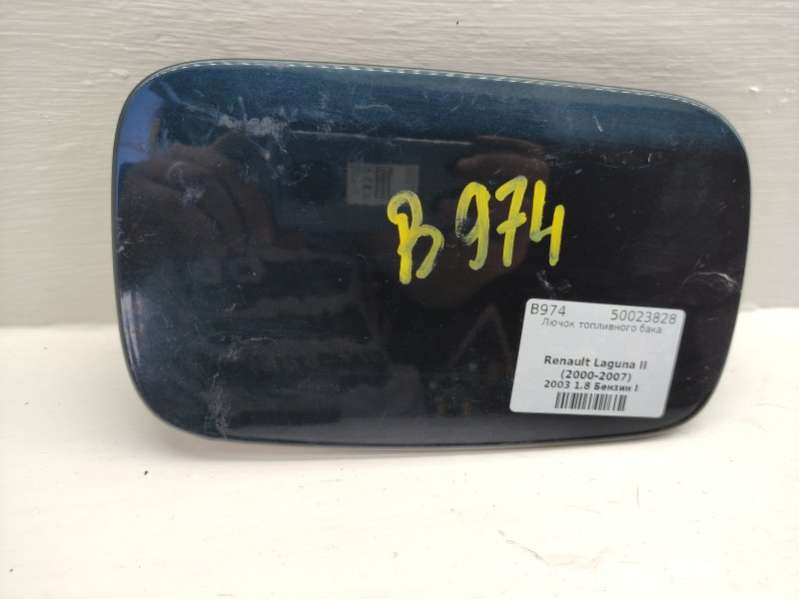 B974
B974 50023828
Лючок топливного бака
Renault Laguna II
(2000-2007)
2003 1.8 Бензин I